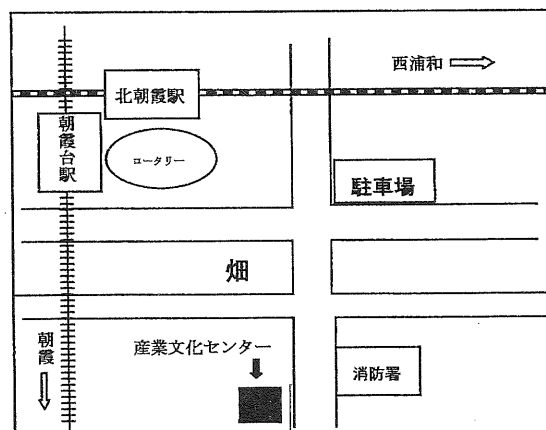 西浦和
北朝霞駅
朝霞台駅
ロータリー
駐車場
畑
朝霞
産業文化センター
消防署